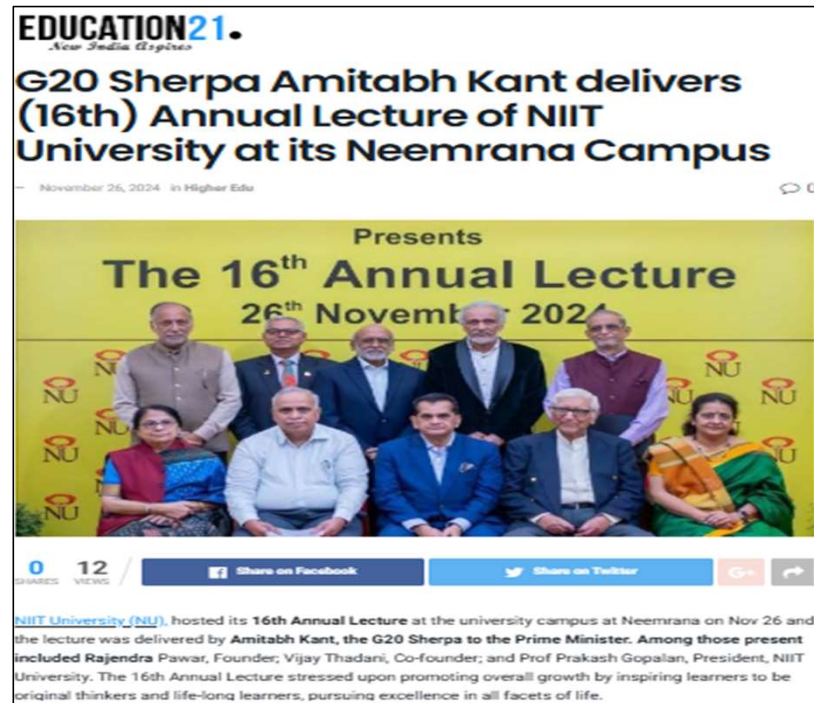 EDUCATION21.
New India Aspires
G20 Sherpa Amitabh Kant delivers
(16th) Annual Lecture of NIIT
University at its Neemrana Campus
— November 26, 2024 in Higher Edu 0
Presents
The 16th Annual Lecture
26th Novemb 2024
NU NU NU NU NU NU NU NU NU NU
0 12
SHARES VIEWS
Share on Facebook
Share on Twitter
G+
NIIT University (NU), hosted its 16th Annual Lecture at the university campus at Neemrana on Nov 26 and
the lecture was delivered by Amitabh Kant, the G20 Sherpa to the Prime Minister. Among those present
included Rajendra Pawar, Founder; Vijay Thadani, Co-founder; and Prof Prakash Gopalan, President, NIIT
University. The 16th Annual Lecture stressed upon promoting overall growth by inspiring learners to be
original thinkers and life-long learners, pursuing excellence in all facets of life.